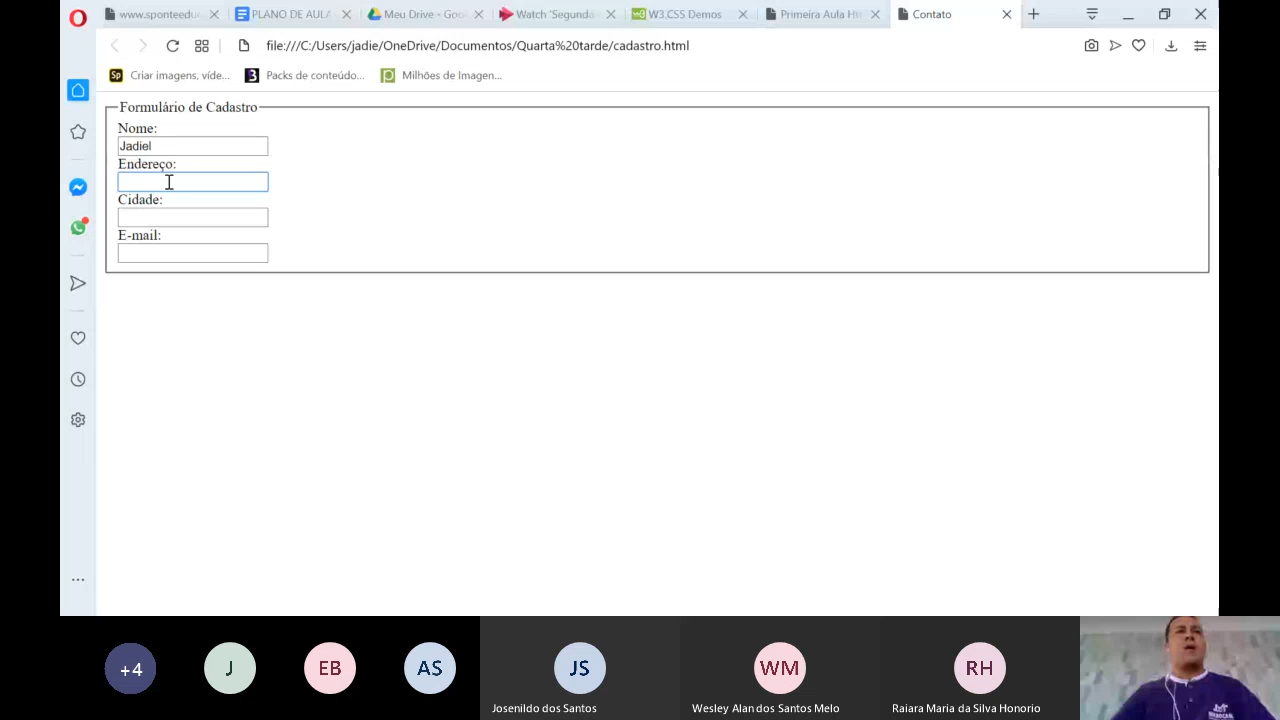 www.sponteedu
PLANO DE AULA
Meu Drive - Goo
Watch 'Segunda
W3.CSS Demos
Primeira Aula Htm
Contato
file:///C:/Users/jadie/OneDrive/Documentos/Quarta%20tarde/cadastro.html
Sp
Criar imagens, víde...
Packs de conteúdo...
Milhões de Imagen...
Formulário de Cadastro
Nome:
Jadiel
Endereço:
Cidade:
E-mail:
+4
J
EB
AS
JS
WM
RH
Josenildo dos Santos
Wesley Alan dos Santos Melo
Raiara Maria da Silva Honorio